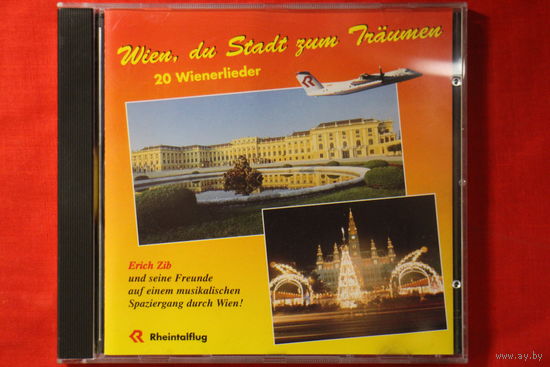 Wien, du Stadt zum Träumen
20 Wienerlieder
Erich Zib
und seine Freunde
auf einem musikalischen
Spaziergang durch Wien!
Rheintalflug
www.ay.by